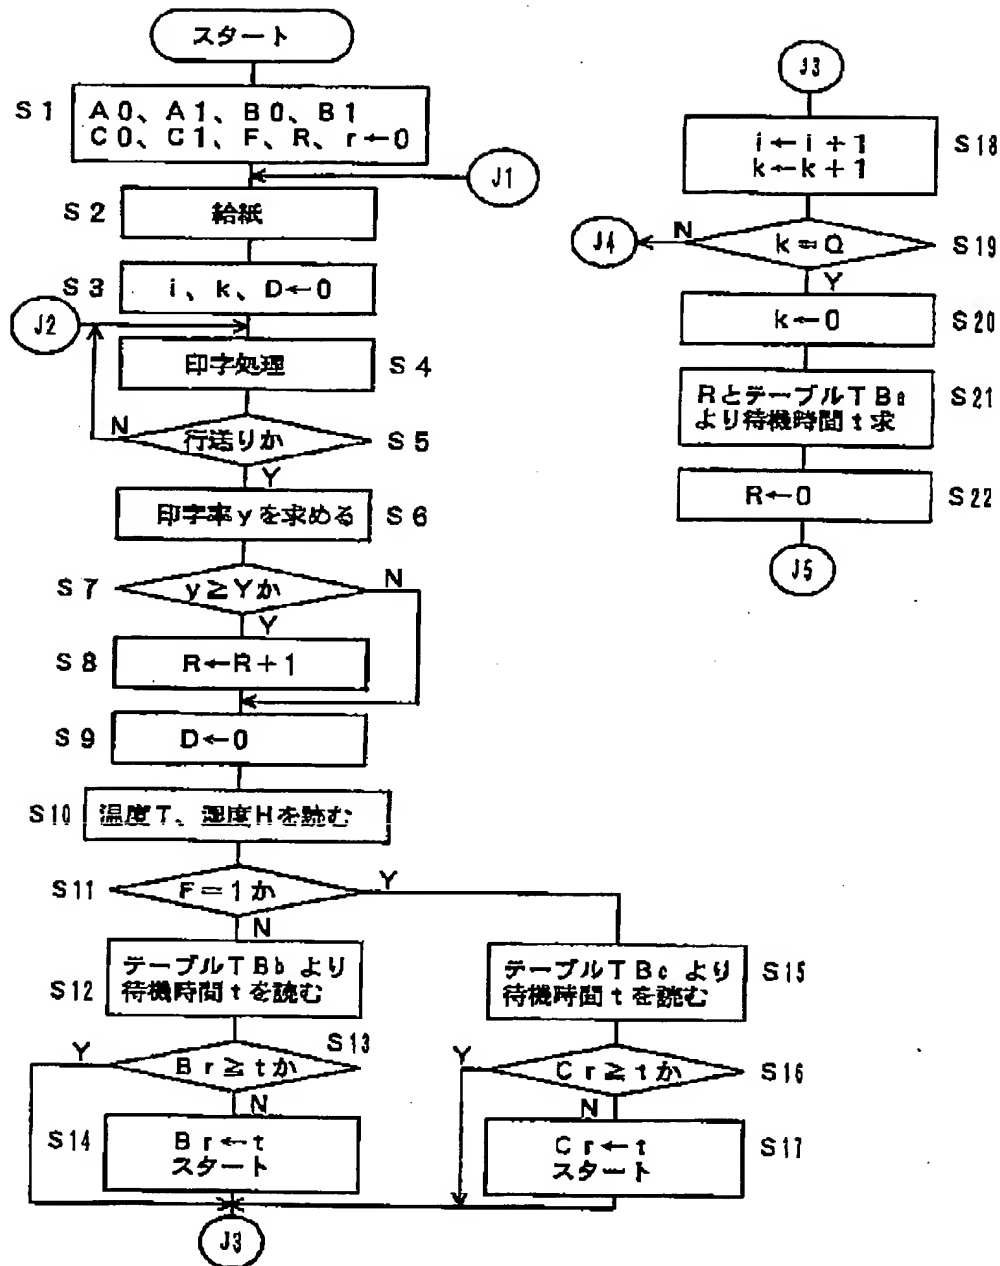 スタート
S1
A0、A1、B0、B1
C0、C1、F、R、r←0
J1
S2
給紙
S3
i、k、D←0
J2
印字処理
S4
N
行送りか
S5
Y
印字率yを求める
S6
S7
y≧Yか
N
Y
S8
R←R+1
S9
D←0
S10
温度T、湿度Hを読む
S11
F=1か
Y
N
S12
テーブルTBbより
待機時間tを読む
S13
Y
Br≧tか
N
S14
Br←t
スタート
テーブルTBcより
待機時間tを読む
S15
Y
Cr≧tか
S16
N
Cr←t
スタート
S17
J3
J3
i←i+1
k←k+1
S18
J4
N
k=Q
S19
Y
k←0
S20
RとテーブルTBe
より待機時間t求
S21
R←0
S22
J5